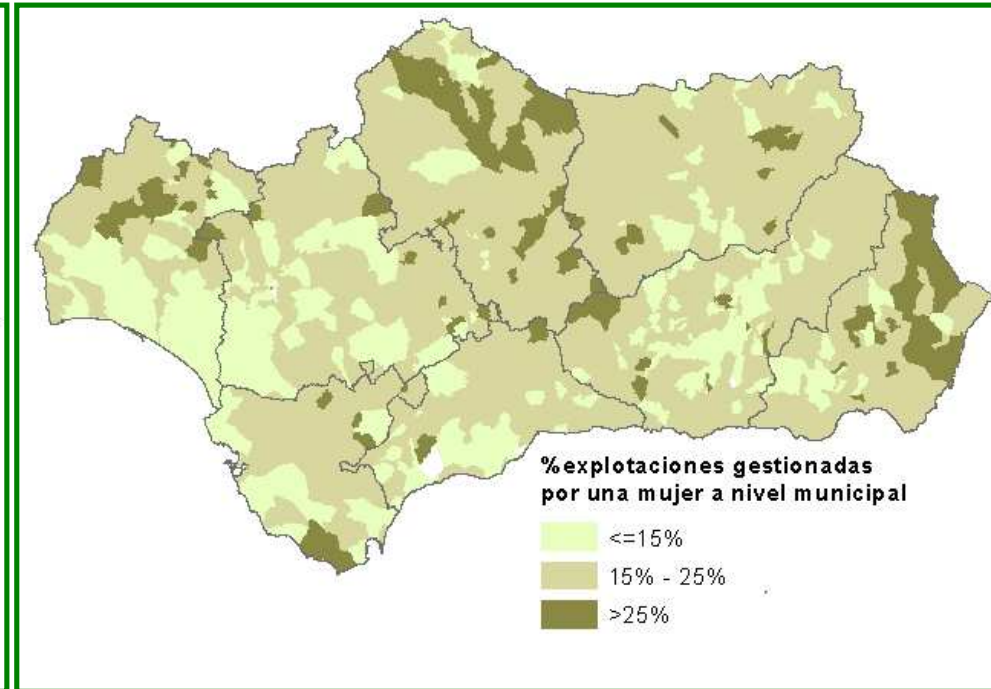 %explotaciones gestionadas
por una mujer a nivel municipal
<=15%
15% - 25%
>25%